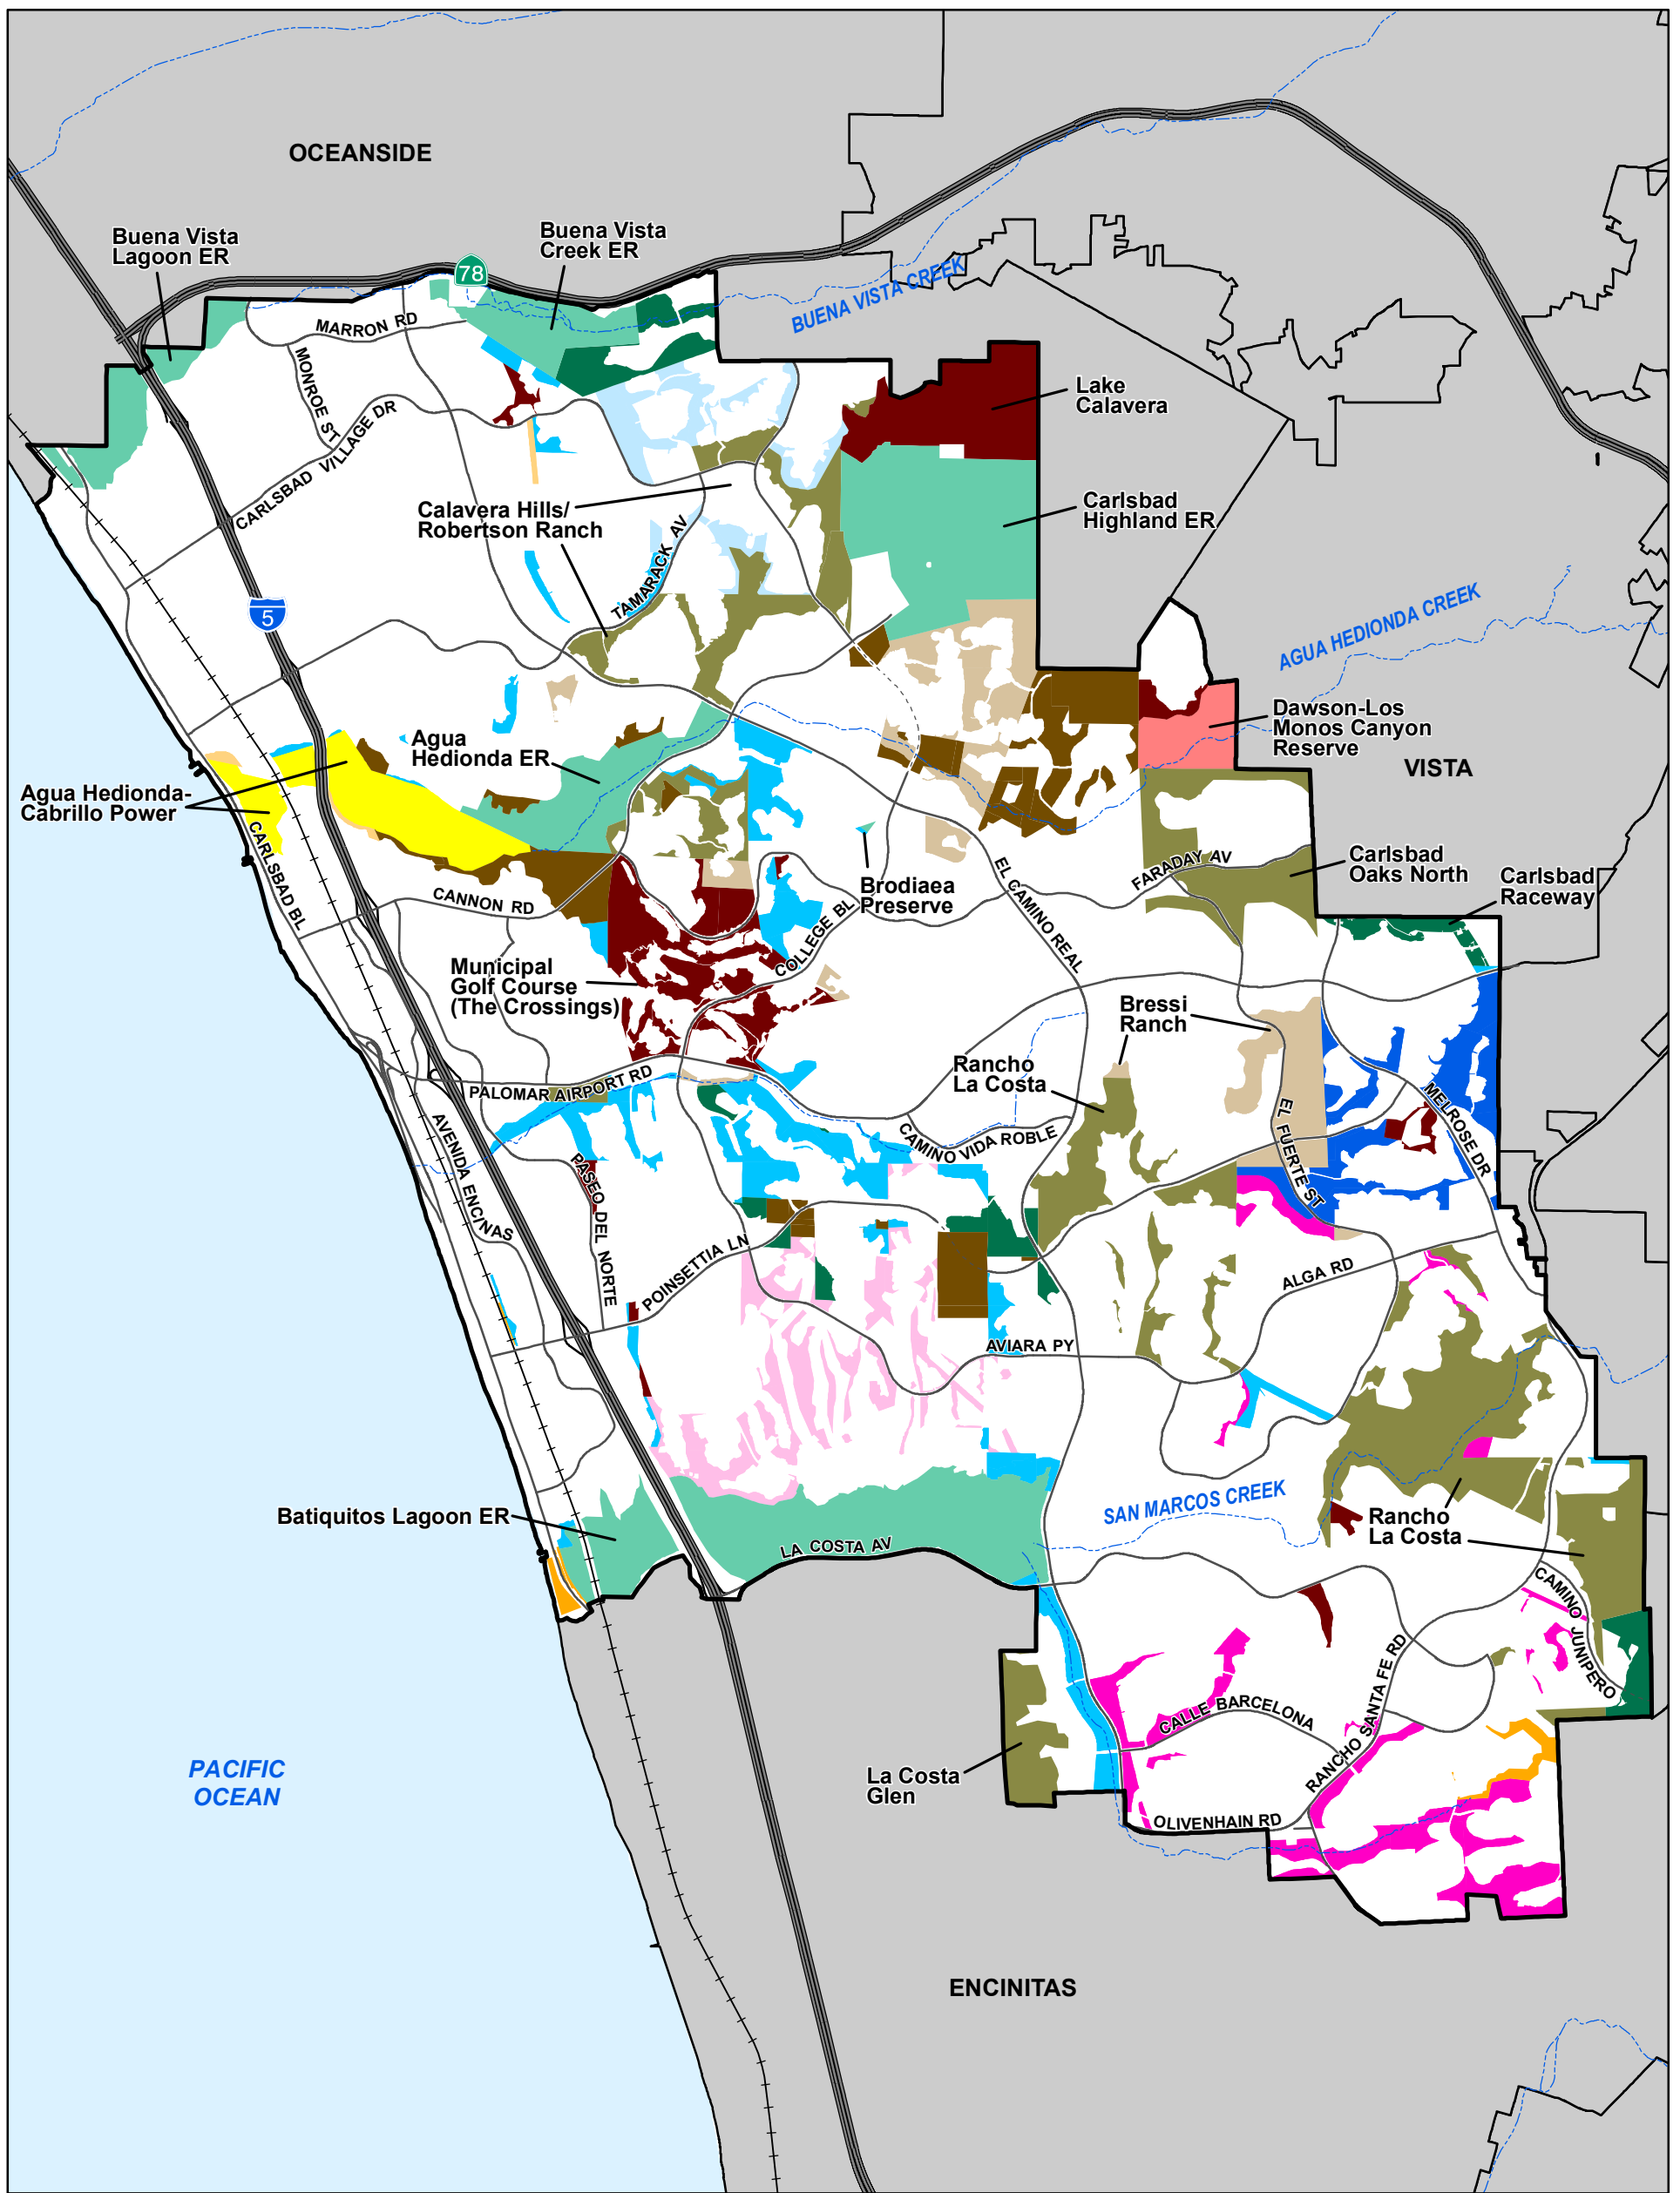 OCEANSIDE
Buena Vista
Lagoon ER
Buena Vista
Creek ER
78
BUENA VISTA CREEK
MARRON RD
MONROE ST
CARLSBAD VILLAGE DR
Lake
Calavera
Calavera Hills/
Robertson Ranch
Carlsbad
Highland ER
TAMARACK AV
5
AGUA HEDIONDA CREEK
Agua
Hedionda ER
Dawson-Los
Monos Canyon
Reserve
VISTA
Agua Hedionda-
Cabrillo Power
CARLSBAD BL
CANNON RD
Brodiaea
Preserve
EL CAMINO REAL
FARADAY AV
Carlsbad
Oaks North
Carlsbad
Raceway
COLLEGE BL
Municipal
Golf Course
(The Crossings)
Bressi
Ranch
Rancho
La Costa
PALOMAR AIRPORT RD
CAMINO VIDA ROBLE
EL FUERTE ST
MELROSE DR
AVENIDA ENCINAS
PASEO DEL NORTE
POINSETTIA LN
ALGA RD
AVIARA PY
Batiquitos Lagoon ER
LA COSTA AV
SAN MARCOS CREEK
Rancho
La Costa
CAMINO JUNIPERO
RANCHO SANTA FE RD
CALLE BARCELONA
La Costa
Glen
OLIVENHAIN RD
PACIFIC
OCEAN
ENCINITAS